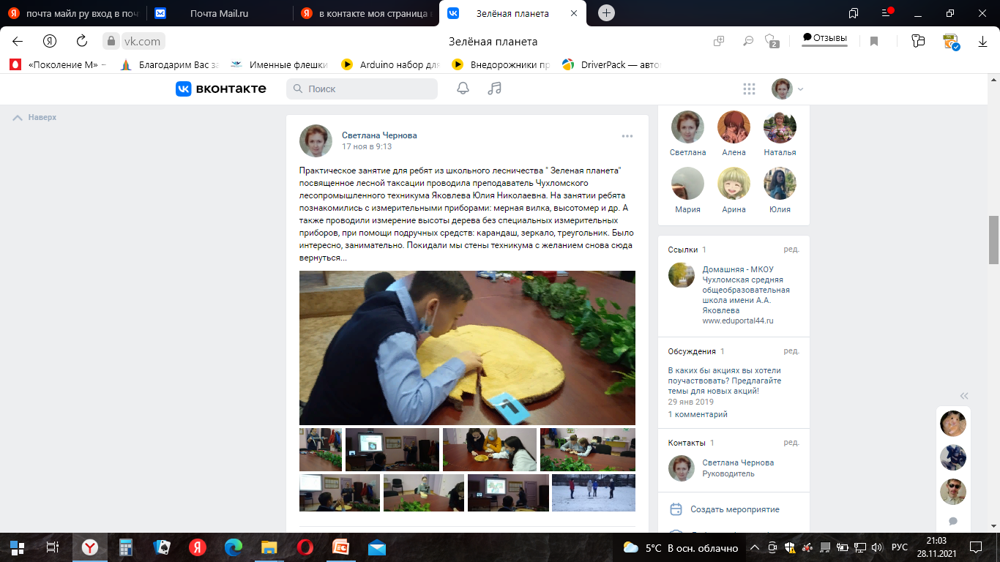 почта майл ру вход в поч
Почта Mail.ru
в контакте моя страница в
Зелёная планета
vk.com
Зелёная планета
2
Отзывы
«Поколение М» –
Благодарим Вас за
Именные флешки
Arduino набор для
Внедорожники пр
DriverPack — авто
вконтакте
Поиск
Наверх
Светлана Чернова
17 ноя в 9:13
Практическое занятие для ребят из школьного лесничества " Зеленая планета"
посвященное лесной таксации проводила преподаватель Чухломского
лесопромышленного техникума Яковлева Юлия Николаевна. На занятии ребята
познакомились с измерительными приборами: мерная вилка, высотомер и др. А
также проводили измерение высоты дерева без специальных измерительных
приборов, при помощи подручных средств: карандаш, зеркало, треугольник. Было
интересно, занимательно. Покидали мы стены техникума с желанием снова сюда
вернуться...
Светлана
Алена
Наталья
Мария
Арина
Юлия
Ссылки 1
ред.
Домашняя - МКОУ
Чухломская средняя
общеобразовательная
школа имени А.А.
Яковлева
www.eduportal44.ru
Обсуждения 1
ред.
В каких бы акциях вы хотели
поучаствовать? Предлагайте
темы для новых акций!
29 янв 2019
1 комментарий
Контакты 1
ред.
Светлана Чернова
Руководитель
Создать мероприятие
5°C В осн. облачно
РУС
21:03
28.11.2021